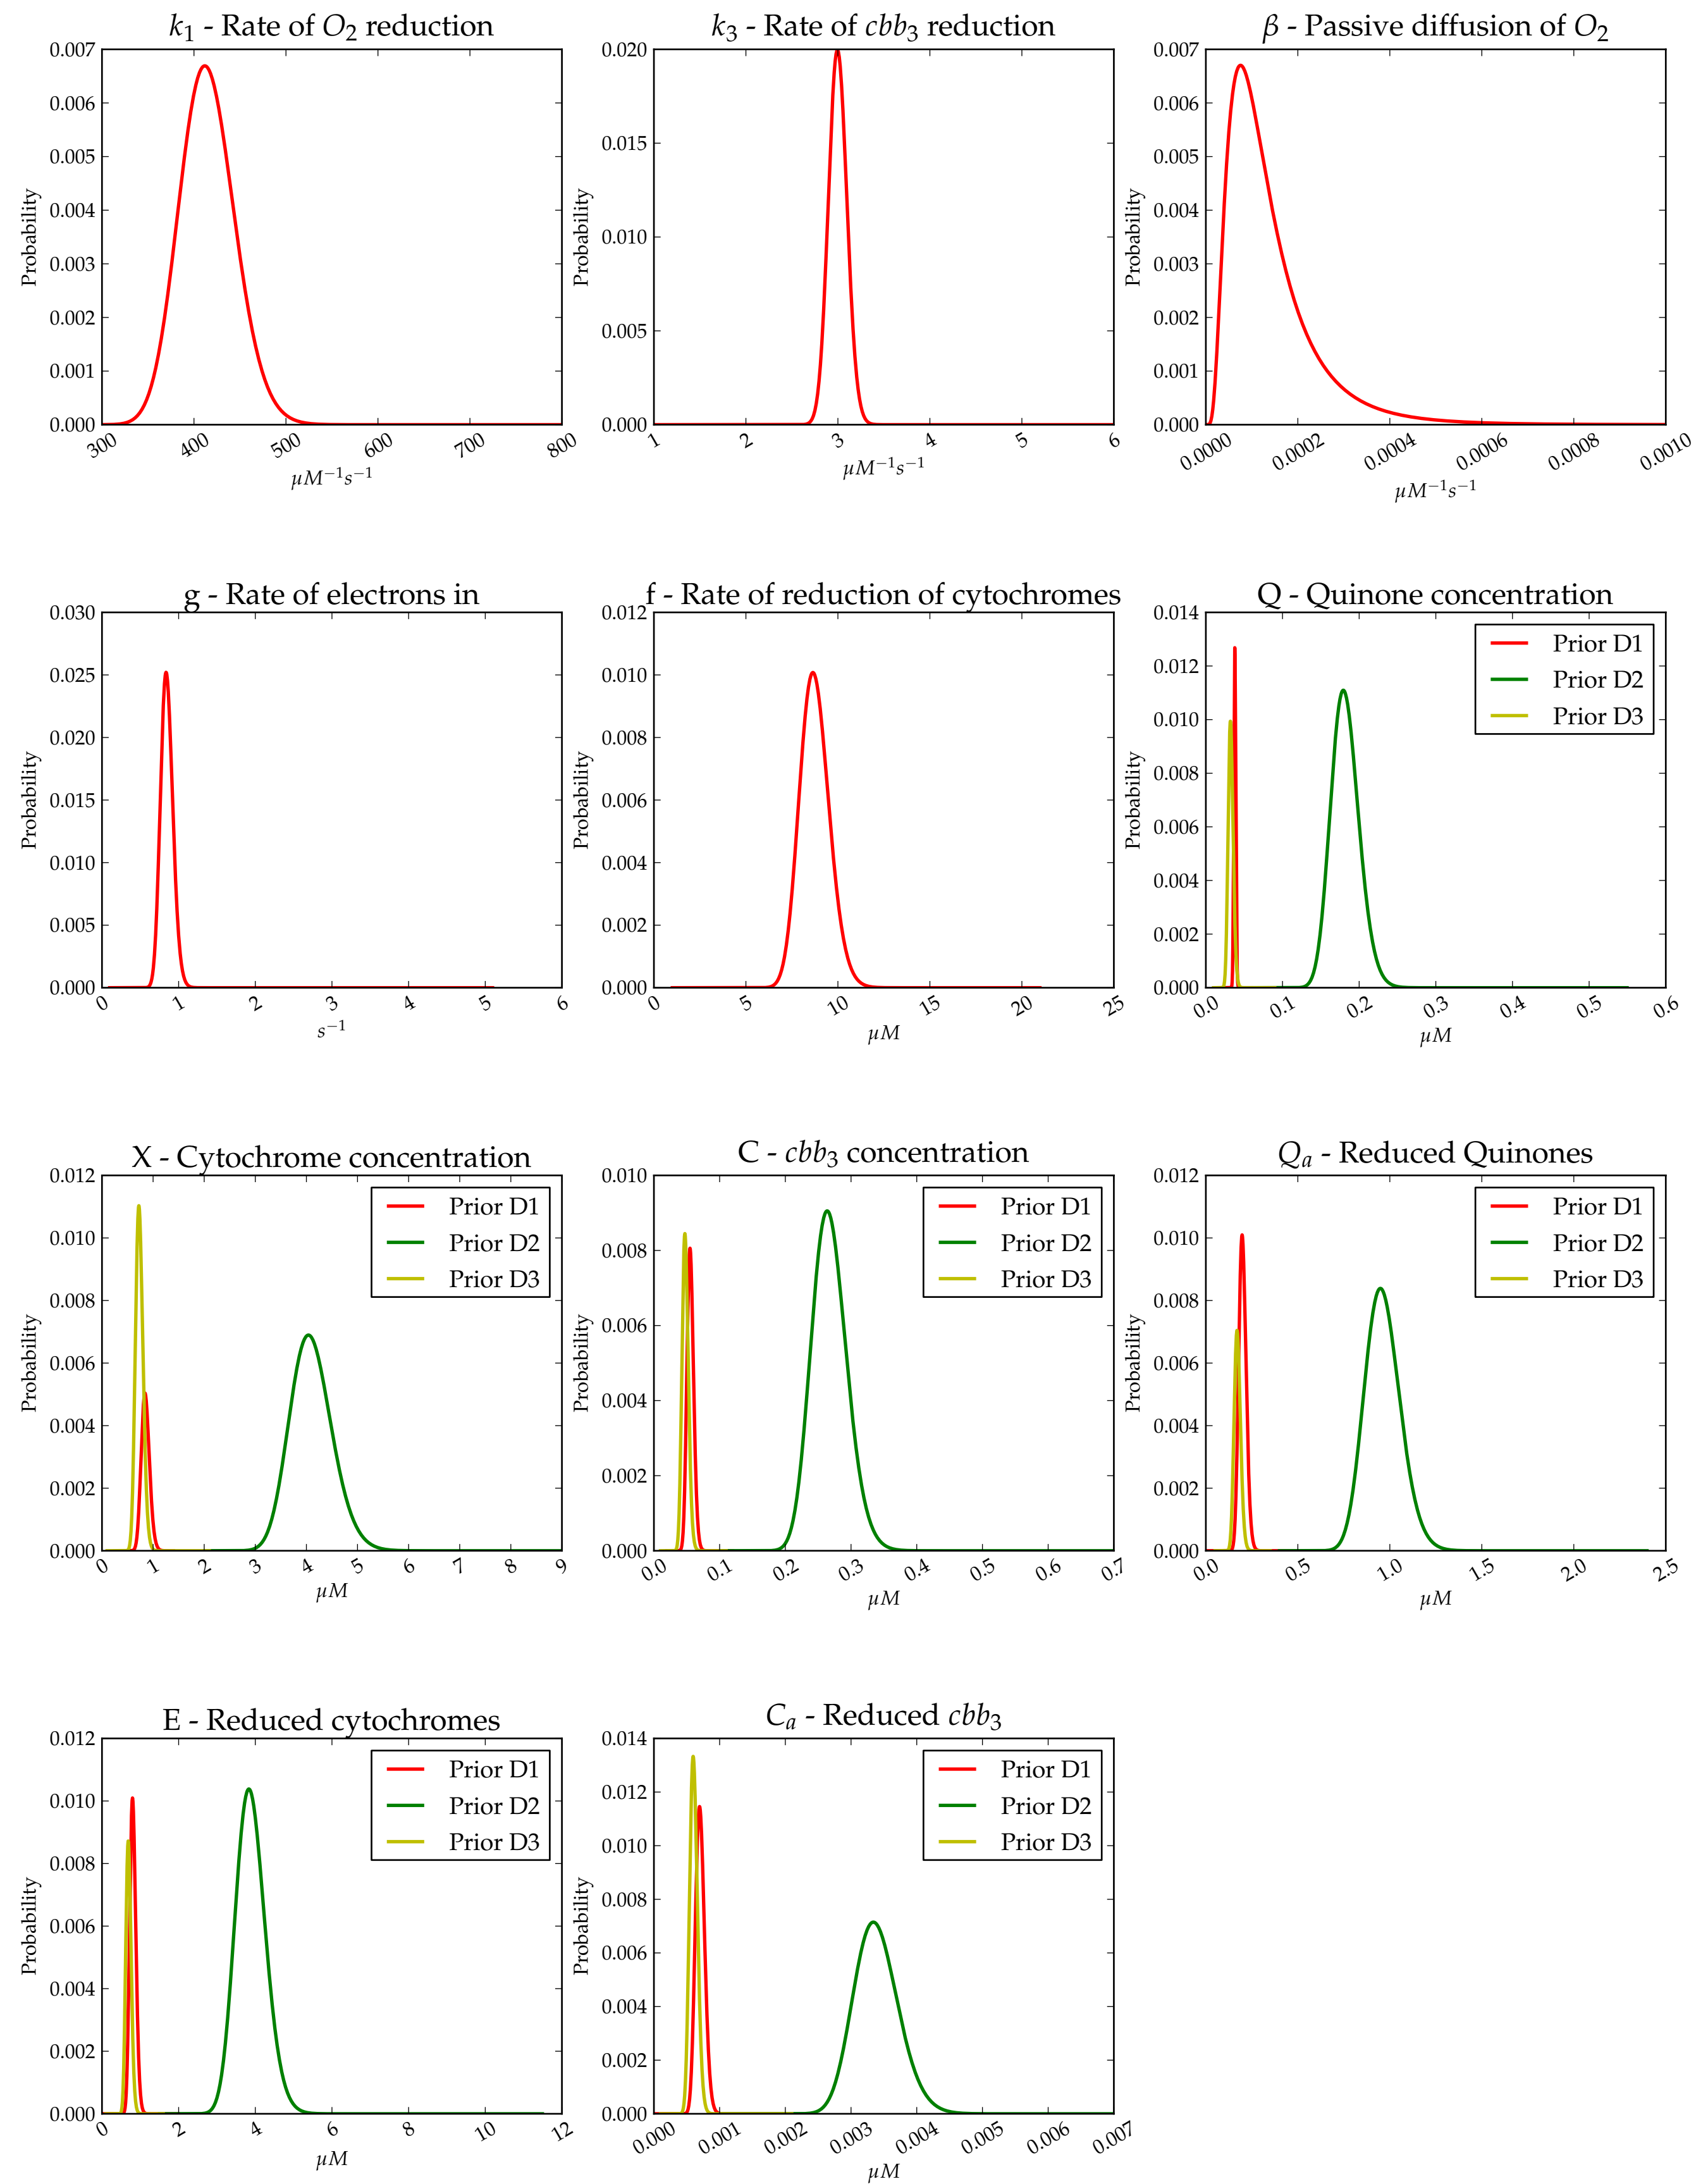 k₁ - Rate of O₂ reduction
Probability
0.007
0.006
0.005
0.004
0.003
0.002
0.001
0.000
300 400 500 600 700 800
μM⁻¹s⁻¹
k₃ - Rate of cbb₃ reduction
Probability
0.020
0.015
0.010
0.005
0.000
1 2 3 4 5 6
μM⁻¹s⁻¹
β - Passive diffusion of O₂
Probability
0.007
0.006
0.005
0.004
0.003
0.002
0.001
0.000
0.0000 0.0002 0.0004 0.0006 0.0008 0.0010
μM⁻¹s⁻¹
g - Rate of electrons in
Probability
0.030
0.025
0.020
0.015
0.010
0.005
0.000
0 1 2 3 4 5 6
s⁻¹
f - Rate of reduction of cytochromes
Probability
0.012
0.010
0.008
0.006
0.004
0.002
0.000
0 5 10 15 20 25
μM
Q - Quinone concentration
Probability
0.014
0.012
0.010
0.008
0.006
0.004
0.002
0.000
Prior D1
Prior D2
Prior D3
0.0 0.1 0.2 0.3 0.4 0.5 0.6
μM
X - Cytochrome concentration
Probability
0.012
0.010
0.008
0.006
0.004
0.002
0.000
Prior D1
Prior D2
Prior D3
0 1 2 3 4 5 6 7 8 9
μM
C - cbb₃ concentration
Probability
0.010
0.008
0.006
0.004
0.002
0.000
Prior D1
Prior D2
Prior D3
0.0 0.1 0.2 0.3 0.4 0.5 0.6 0.7
μM
Qₐ - Reduced Quinones
Probability
0.012
0.010
0.008
0.006
0.004
0.002
0.000
Prior D1
Prior D2
Prior D3
0.0 0.5 1.0 1.5 2.0 2.5
μM
E - Reduced cytochromes
Probability
0.012
0.010
0.008
0.006
0.004
0.002
0.000
Prior D1
Prior D2
Prior D3
0 2 4 6 8 10 12
μM
Cₐ - Reduced cbb₃
Probability
0.014
0.012
0.010
0.008
0.006
0.004
0.002
0.000
Prior D1
Prior D2
Prior D3
0.000 0.001 0.002 0.003 0.004 0.005 0.006 0.007
μM